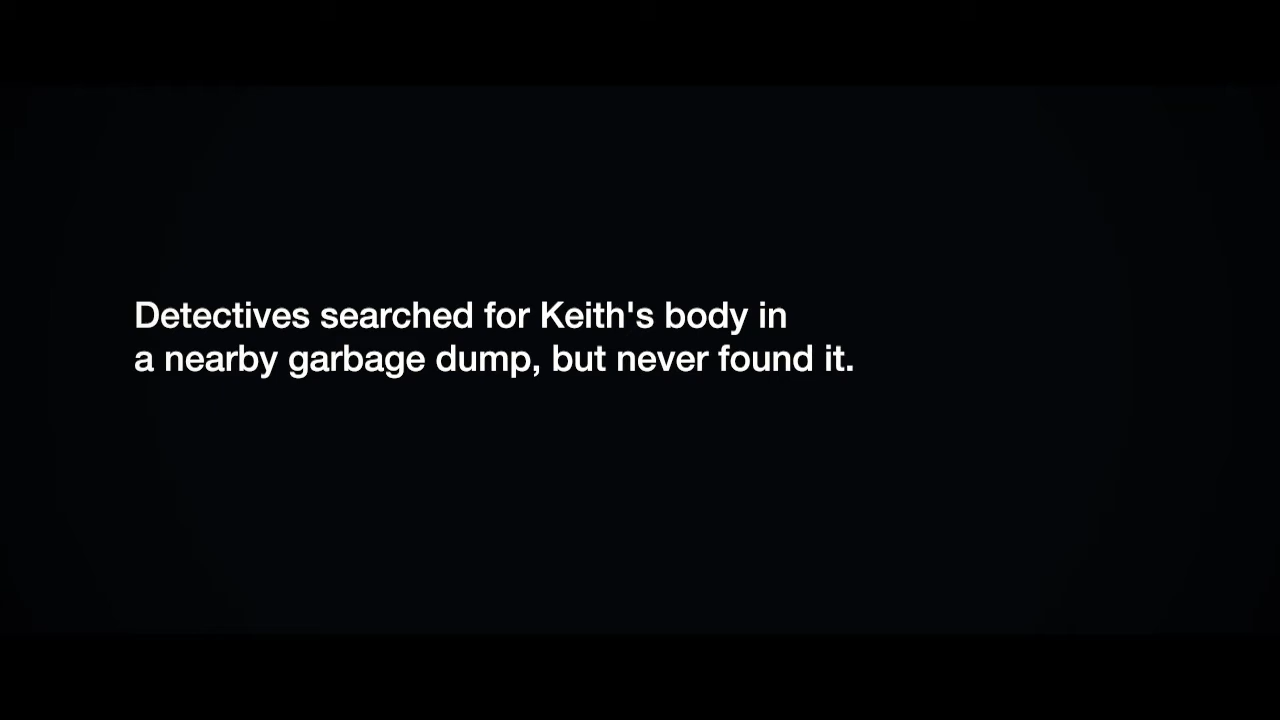 Detectives searched for Keith's body in
a nearby garbage dump, but never found it.